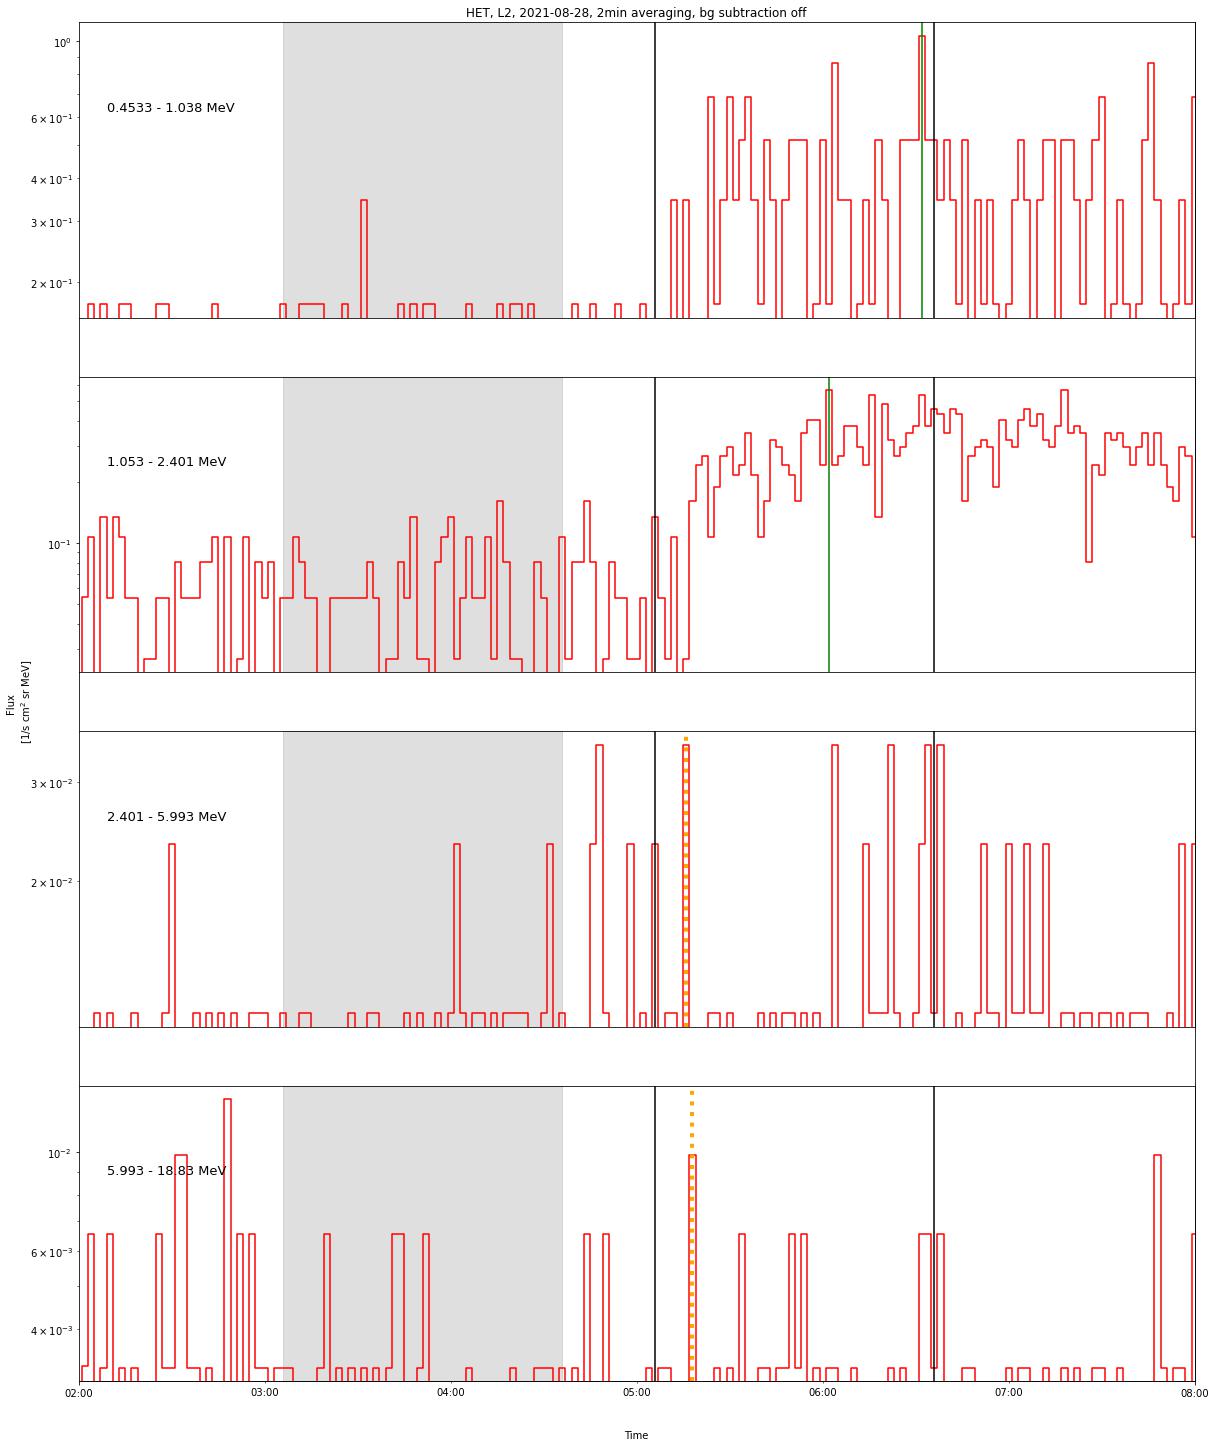 HET, L2, 2021-08-28, 2min averaging, bg subtraction off
10⁰
6 × 10⁻¹
4 × 10⁻¹
3 × 10⁻¹
2 × 10⁻¹
0.4533 - 1.038 MeV
10⁻¹
1.053 - 2.401 MeV
Flux
[1/s cm² sr MeV]
3 × 10⁻²
2 × 10⁻²
2.401 - 5.993 MeV
10⁻²
6 × 10⁻³
4 × 10⁻³
5.993 - 18.83 MeV
02:00 03:00 04:00 05:00 06:00 07:00 08:00
Time